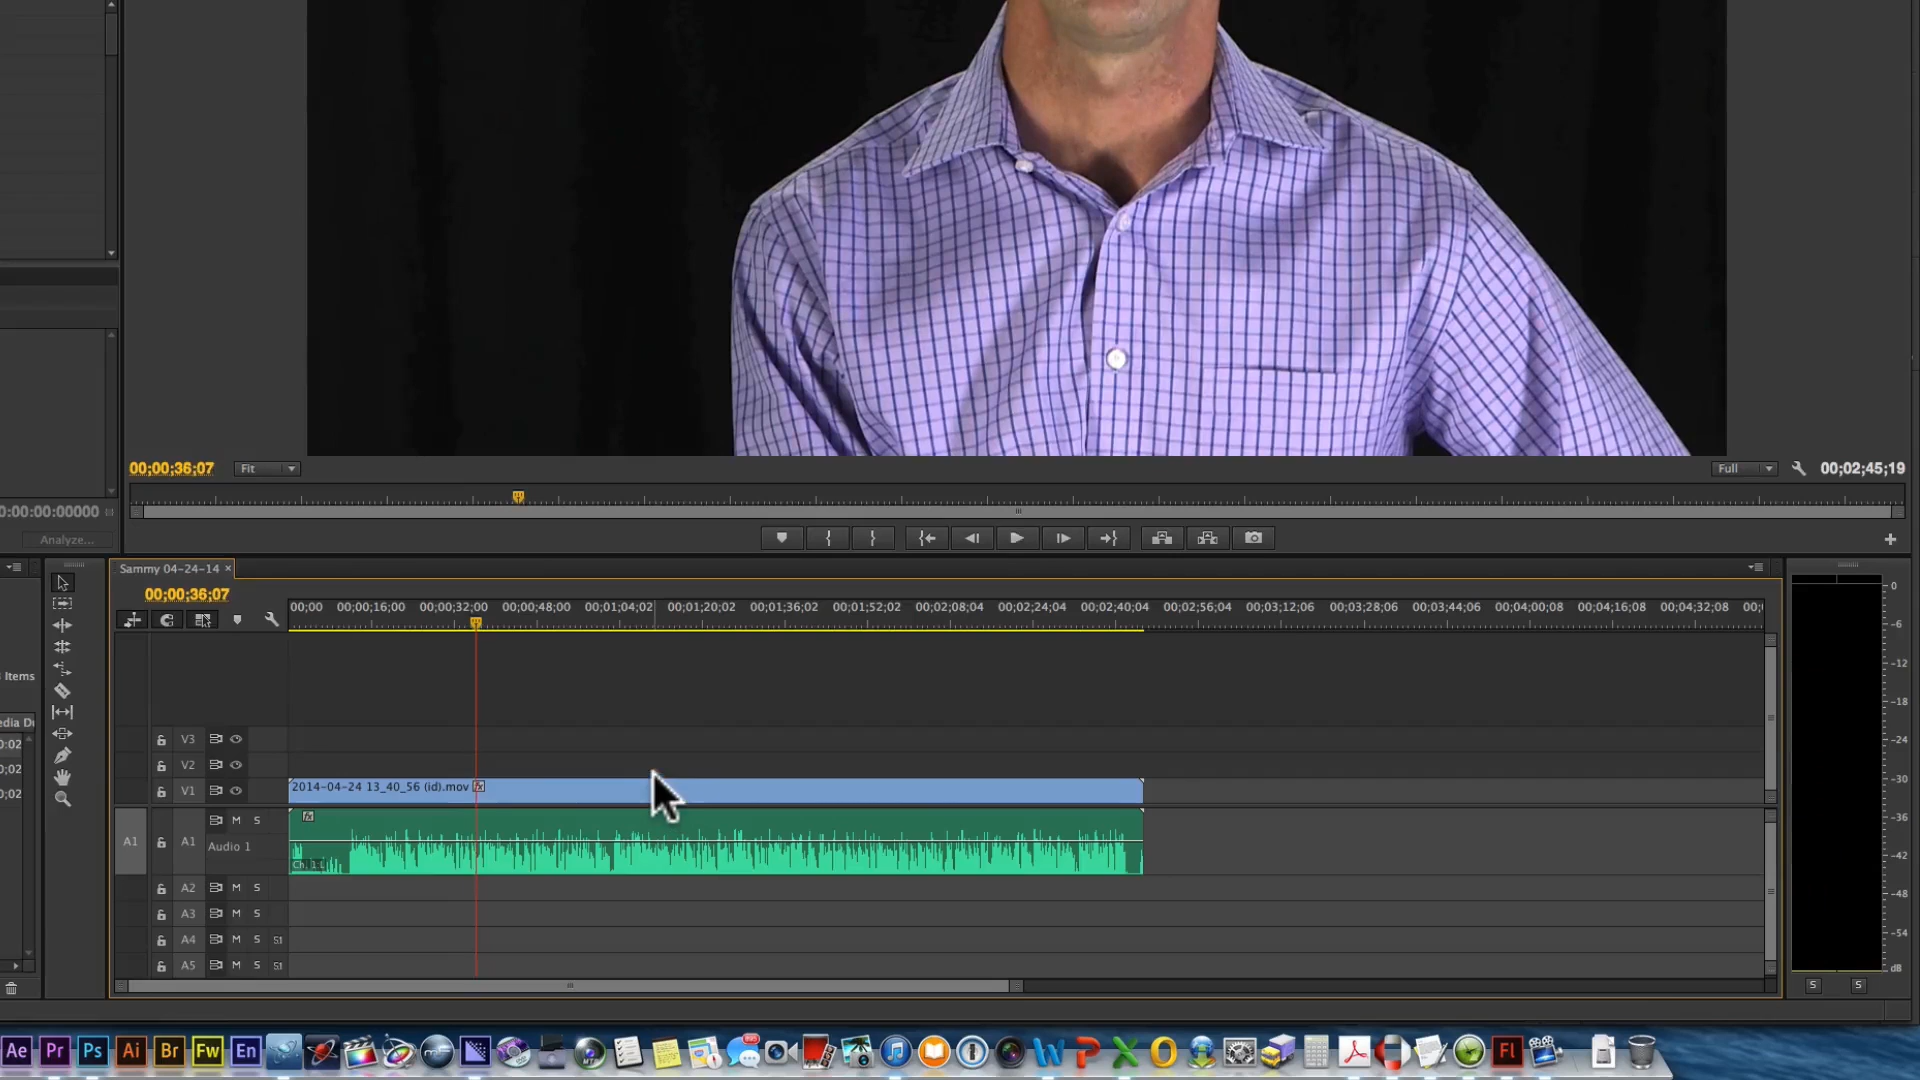 00;00;36;07 Fit Full 00;02;45;19
0:00:00:00000
Analyze...
Sammy 04-24-14 ×
00;00;36;07
00;00 00;00;16;00 00;00;32;00 00;00;48;00 00;01;04;02 00;01;20;02 00;01;36;02 00;01;52;02 00;02;08;04 00;02;24;04 00;02;40;04 00;02;56;04 00;03;12;06 00;03;28;06 00;03;44;06 00;04;00;08 00;04;16;08 00;04;32;08 00;
0
-6
-12
-18
-24
-30
-36
-42
-48
-54
dB
S S
Items
edia Du
0:02
0;02
0;02
V3
V2
V1 2014-04-24 13_40_56 (id).mov fx
A1 A1 M S fx
Audio 1
Ch. 1:1
A2 M S
A3 M S
A4 M S S1
A5 M S S1
Ae Pr Ps Ai Br Fw En 895 W P X O Fl